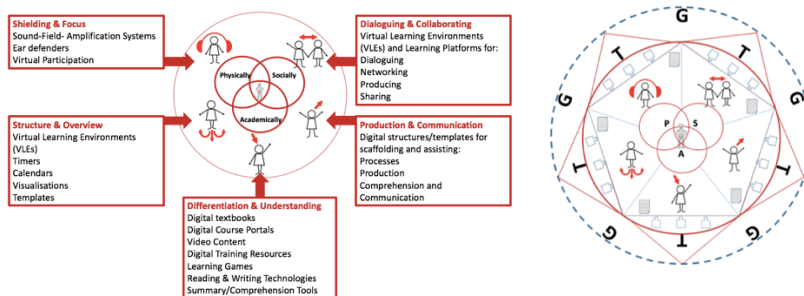 Shielding & Focus
Sound-Field- Amplification Systems
Ear defenders
Virtual Participation
Structure & Overview
Virtual Learning Environments
(VLEs)
Timers
Calendars
Visualisations
Templates
Physically
Socially
Academically
Differentiation & Understanding
Digital textbooks
Digital Course Portals
Video Content
Digital Training Resources
Learning Games
Reading & Writing Technologies
Summary/Comprehension Tools
Dialoguing & Collaborating
Virtual Learning Environments
(VLEs) and Learning Platforms for:
Dialoguing
Networking
Producing
Sharing
Production & Communication
Digital structures/templates for
scaffolding and assisting:
Processes
Production
Comprehension and
Communication
G
T
T
G
G
P
S
A
T
T
G
T
G